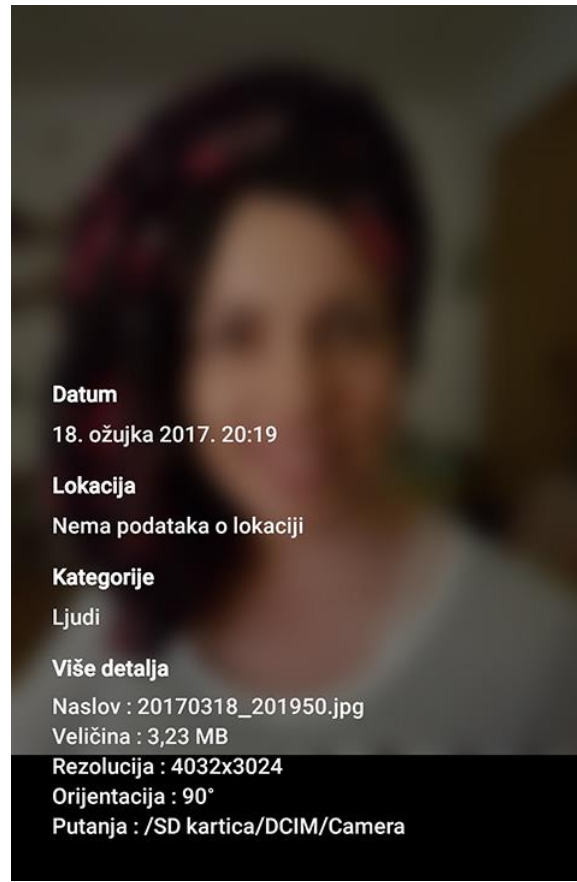 Datum
18. ožujka 2017. 20:19
Lokacija
Nema podataka o lokaciji
Kategorije
Ljudi
Više detalja
Naslov : 20170318_201950.jpg
Veličina : 3,23 MB
Rezolucija : 4032x3024
Orijentacija : 90°
Putanja : /SD kartica/DCIM/Camera